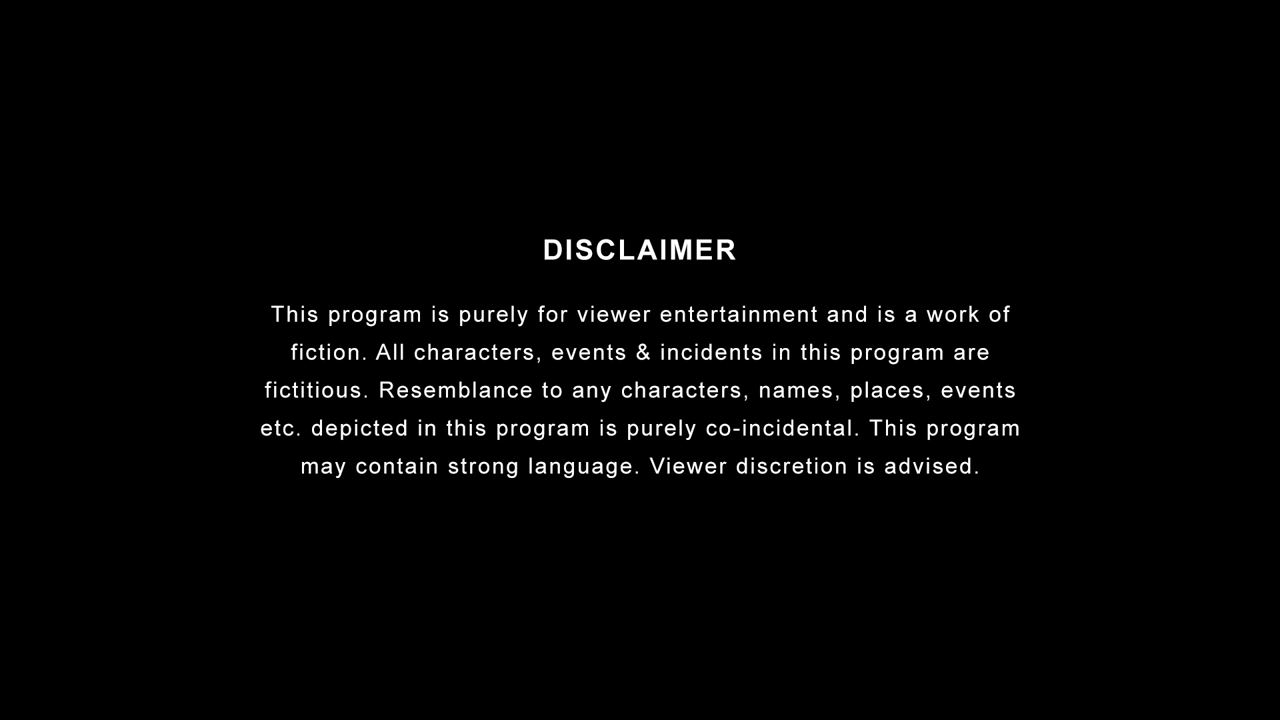 DISCLAIMER
This program is purely for viewer entertainment and is a work of
fiction. All characters, events & incidents in this program are
fictitious. Resemblance to any characters, names, places, events
etc. depicted in this program is purely co-incidental. This program
may contain strong language. Viewer discretion is advised.